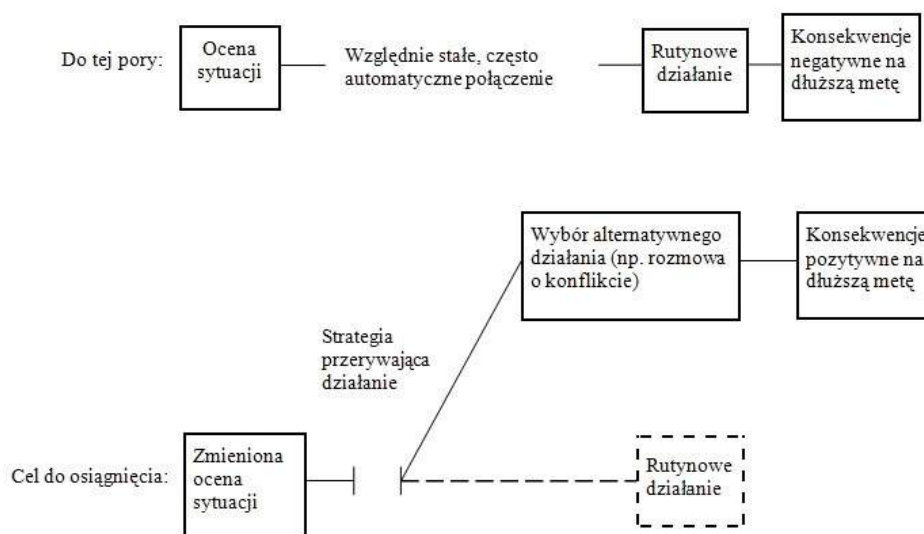 Do tej pory:
Ocena
sytuacji
Względnie stałe, często
automatyczne połączenie
Rutynowe
działanie
Konsekwencje
negatywne na
dłuższą metę
Wybór alternatywnego
działania (np. rozmowa
o konflikcie)
Konsekwencje
pozytywne na
dłuższą metę
Strategia
przerywająca
działanie
Cel do osiągnięcia:
Zmieniona
ocena
sytuacji
Rutynowe
działanie